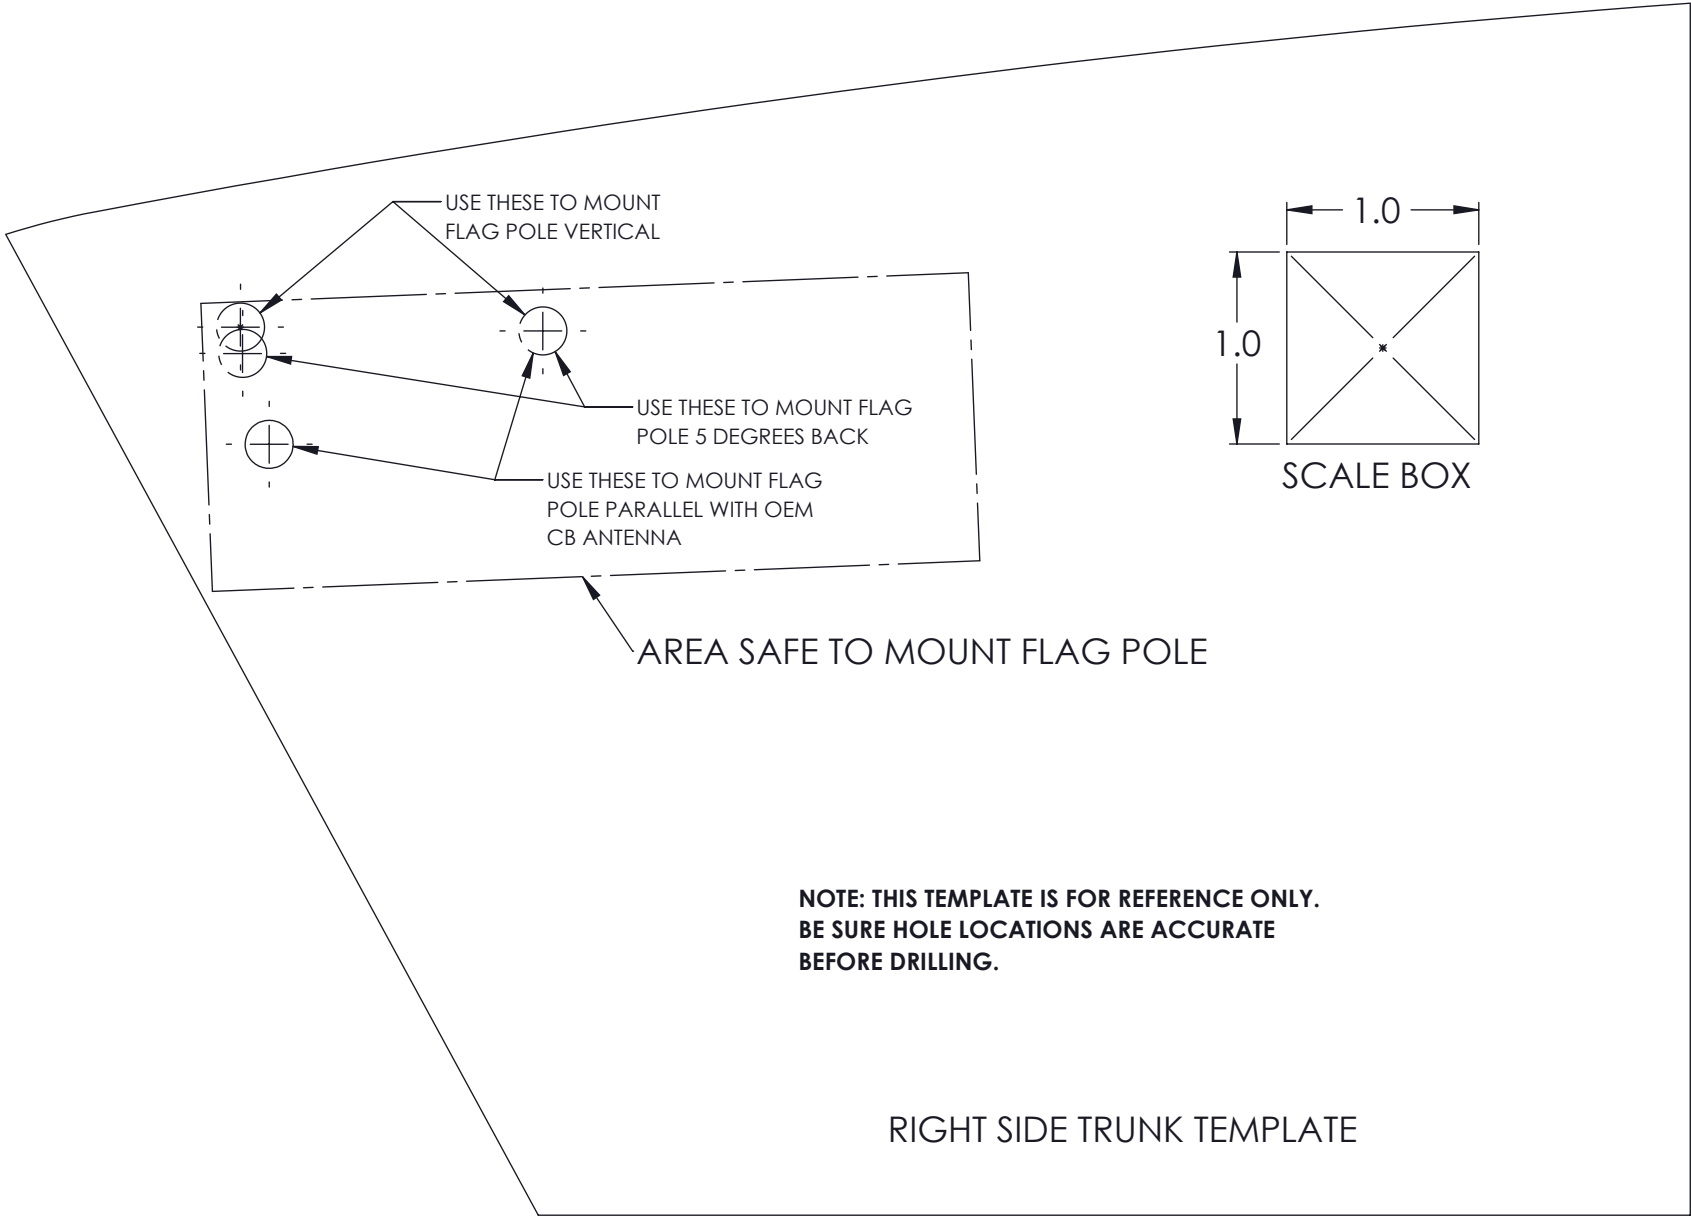 USE THESE TO MOUNT
FLAG POLE VERTICAL
1.0
1.0
SCALE BOX
USE THESE TO MOUNT FLAG
POLE 5 DEGREES BACK
USE THESE TO MOUNT FLAG
POLE PARALLEL WITH OEM
CB ANTENNA
AREA SAFE TO MOUNT FLAG POLE
NOTE: THIS TEMPLATE IS FOR REFERENCE ONLY.
BE SURE HOLE LOCATIONS ARE ACCURATE
BEFORE DRILLING.
RIGHT SIDE TRUNK TEMPLATE